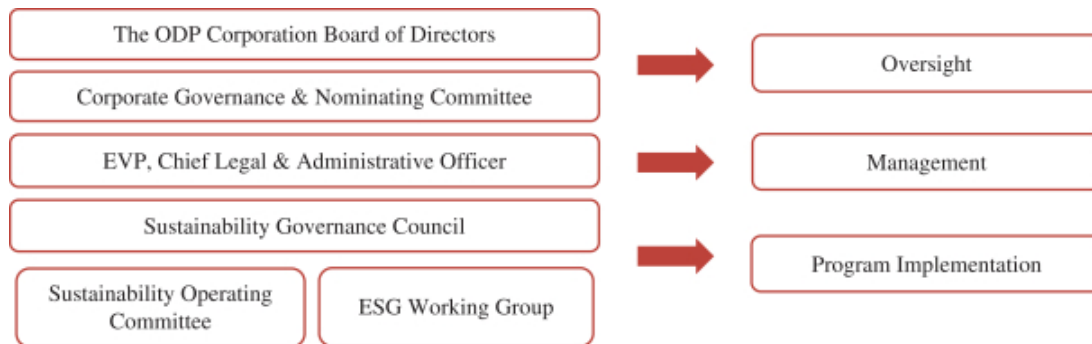 The ODP Corporation Board of Directors
Corporate Governance & Nominating Committee
Oversight
EVP, Chief Legal & Administrative Officer
Management
Sustainability Governance Council
Sustainability Operating
Committee
ESG Working Group
Program Implementation